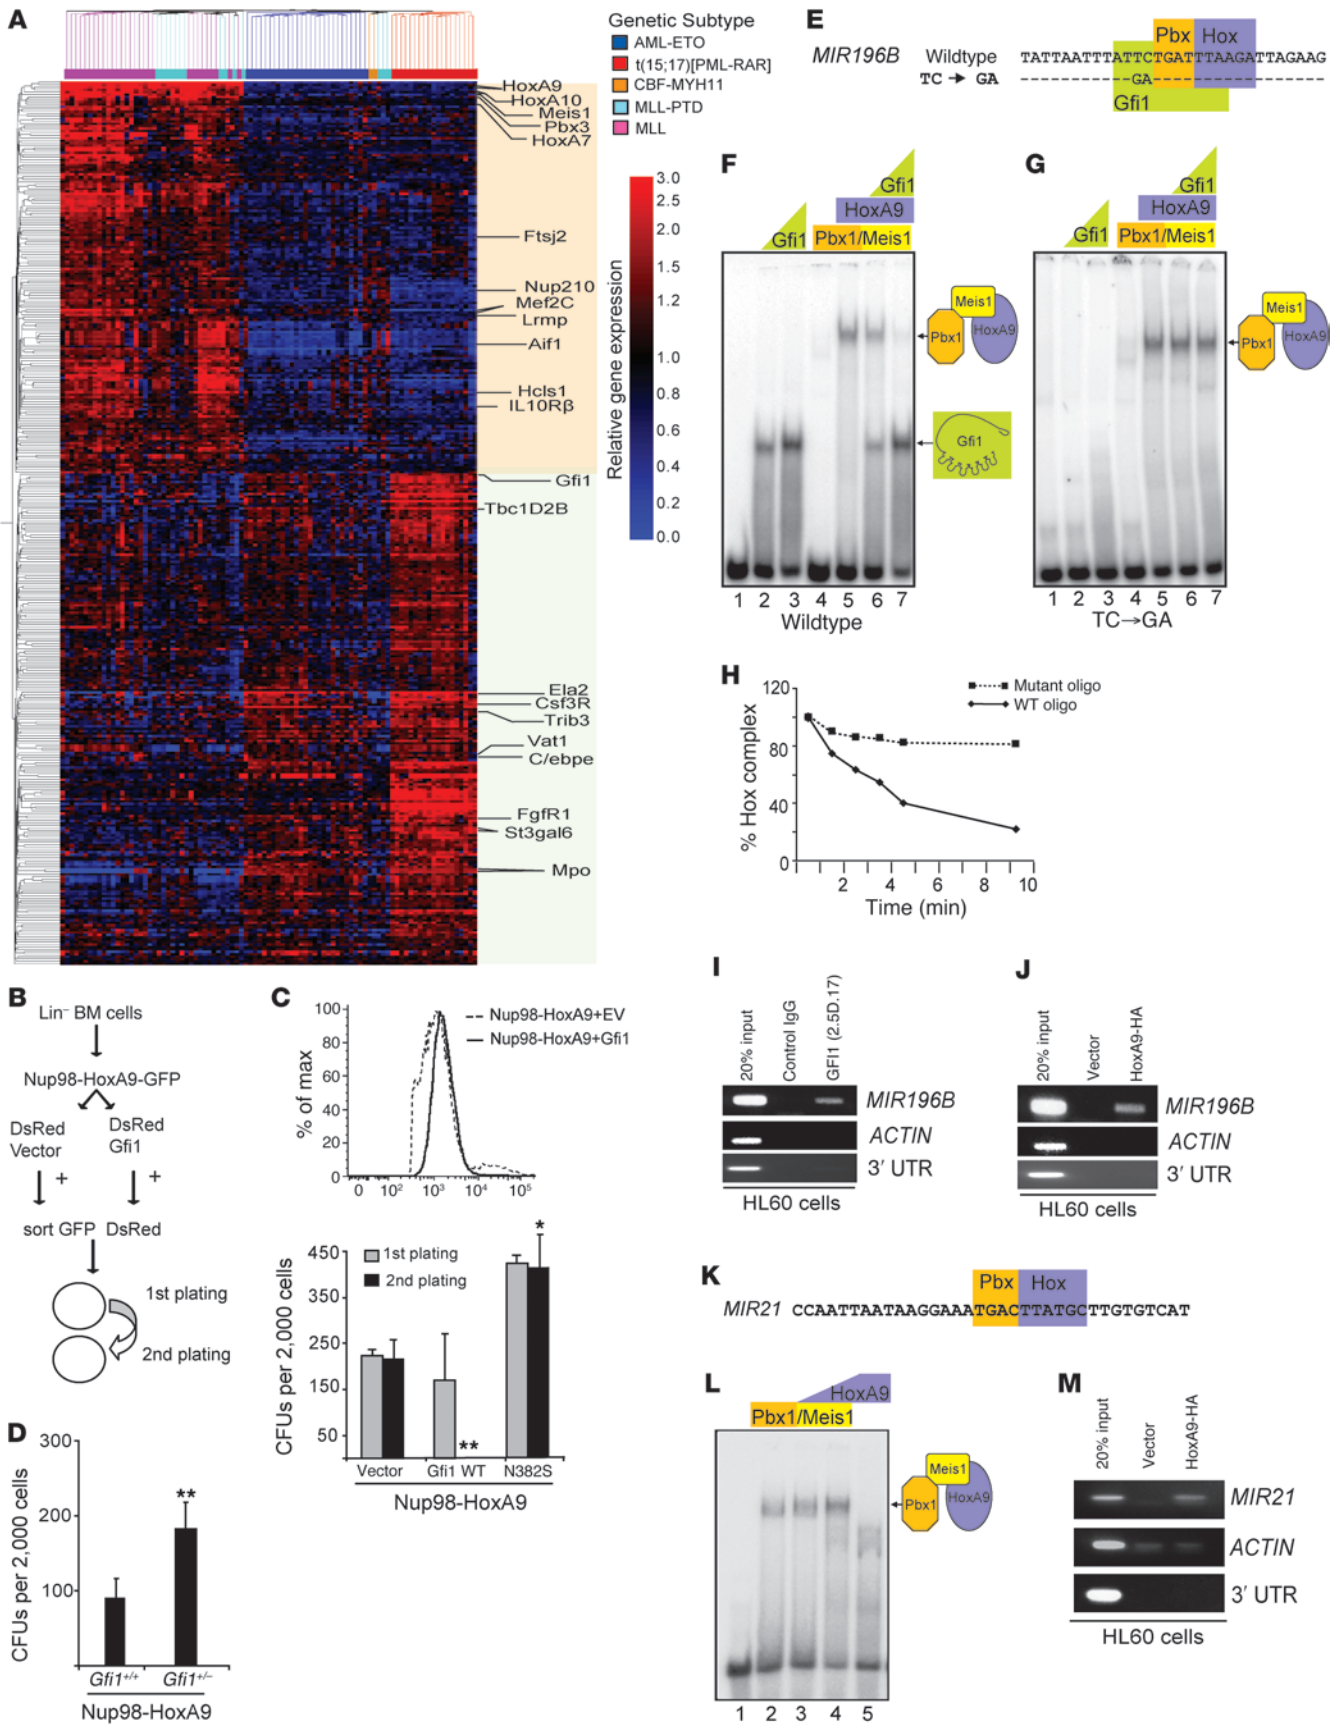 A
Genetic Subtype
AML-ETO
t(15;17)[PML-RAR]
CBF-MYH11
MLL-PTD
MLL
HoxA9
HoxA10
Meis1
Pbx3
HoxA7
Ftsj2
Nup210
Mef2C
Lrmp
Aif1
Hcls1
IL10Rβ
Gfi1
Tbc1D2B
Ela2
Csf3R
Trib3
Vat1
C/ebpe
FgfR1
St3gal6
Mpo
Relative gene expression
3.0
2.5
2.0
1.5
1.2
1.0
0.8
0.6
0.4
0.2
0.0
B
Lin⁻ BM cells
Nup98-HoxA9-GFP
DsRed Vector
DsRed Gfi1
+ +
sort GFP DsRed
1st plating
2nd plating
C
% of max
100
80
60
40
20
0
0 10² 10³ 10⁴ 10⁵
Nup98-HoxA9+EV
Nup98-HoxA9+Gfi1
CFUs per 2,000 cells
450
350
250
150
50
1st plating
2nd plating
**
*
Vector Gfi1 WT N382S
Nup98-HoxA9
D
CFUs per 2,000 cells
300
200
100
**
Gfi1⁺/⁺ Gfi1⁺/⁻
Nup98-HoxA9
E
Pbx Hox
MIR196B
Wildtype TATTAATTTATTCTGATTTAAGATTAGAAG
TC → GA ----------GA----------------
Gfi1
F
Gfi1
HoxA9
Gfi1 Pbx1/Meis1
Meis1
Pbx1 HoxA9
Gfi1
1 2 3 4 5 6 7
Wildtype
G
Gfi1
HoxA9
Gfi1 Pbx1/Meis1
Meis1
Pbx1 HoxA9
1 2 3 4 5 6 7
TC→GA
H
% Hox complex
120
80
40
0
2 4 6 8 10
Time (min)
Mutant oligo
WT oligo
I
20% input
Control IgG
GFI1 (2.5D.17)
MIR196B
ACTIN
3′ UTR
HL60 cells
J
20% input
Vector
HoxA9-HA
MIR196B
ACTIN
3′ UTR
HL60 cells
K
Pbx Hox
MIR21 CCAATTAATAAGGAAATGACTTATGCTTGTGTCAT
L
HoxA9
Pbx1/Meis1
Meis1
Pbx1 HoxA9
1 2 3 4 5
M
20% input
Vector
HoxA9-HA
MIR21
ACTIN
3′ UTR
HL60 cells